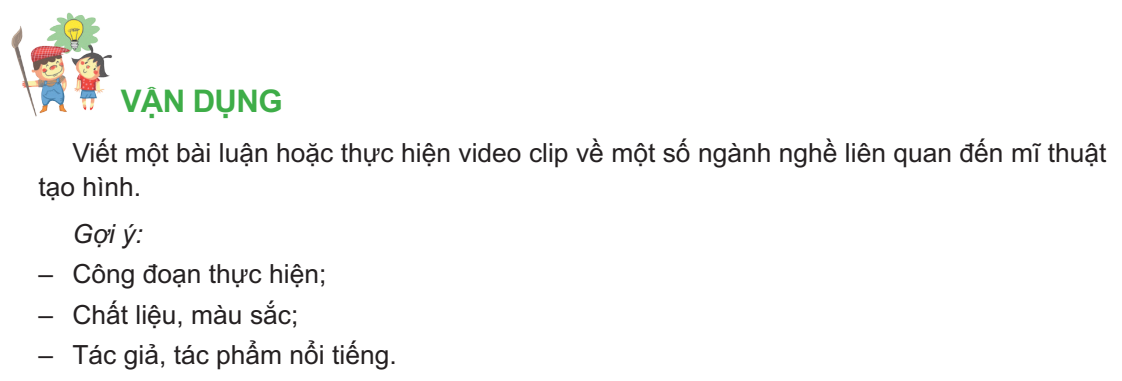 VẬN DỤNG
Viết một bài luận hoặc thực hiện video clip về một số ngành nghề liên quan đến mĩ thuật
tạo hình.
Gợi ý:
– Công đoạn thực hiện;
– Chất liệu, màu sắc;
– Tác giả, tác phẩm nổi tiếng.